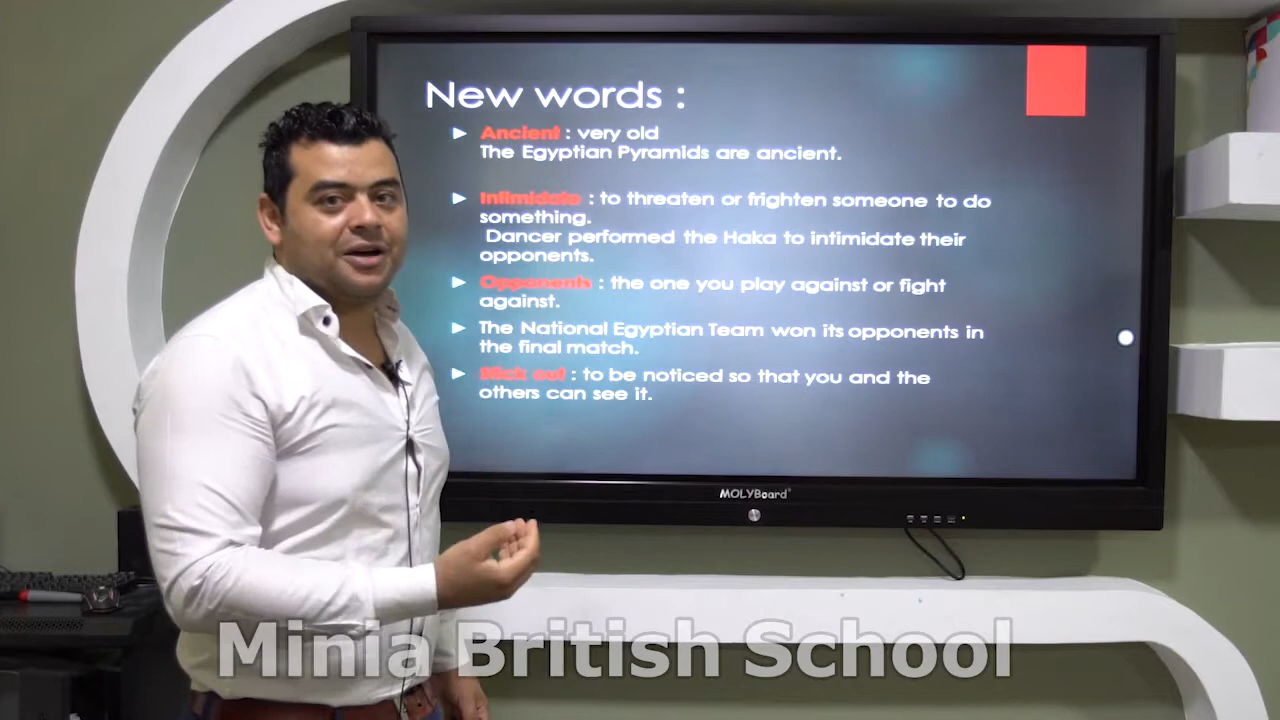 New words :
Ancient : very old
The Egyptian Pyramids are ancient.
Intimidate : to threaten or frighten someone to do
something.
Dancer performed the Haka to intimidate their
opponents.
Opponents : the one you play against or fight
against.
The National Egyptian Team won its opponents in
the final match.
Stick out : to be noticed so that you and the
others can see it.
MOLYBoard
Minia British School